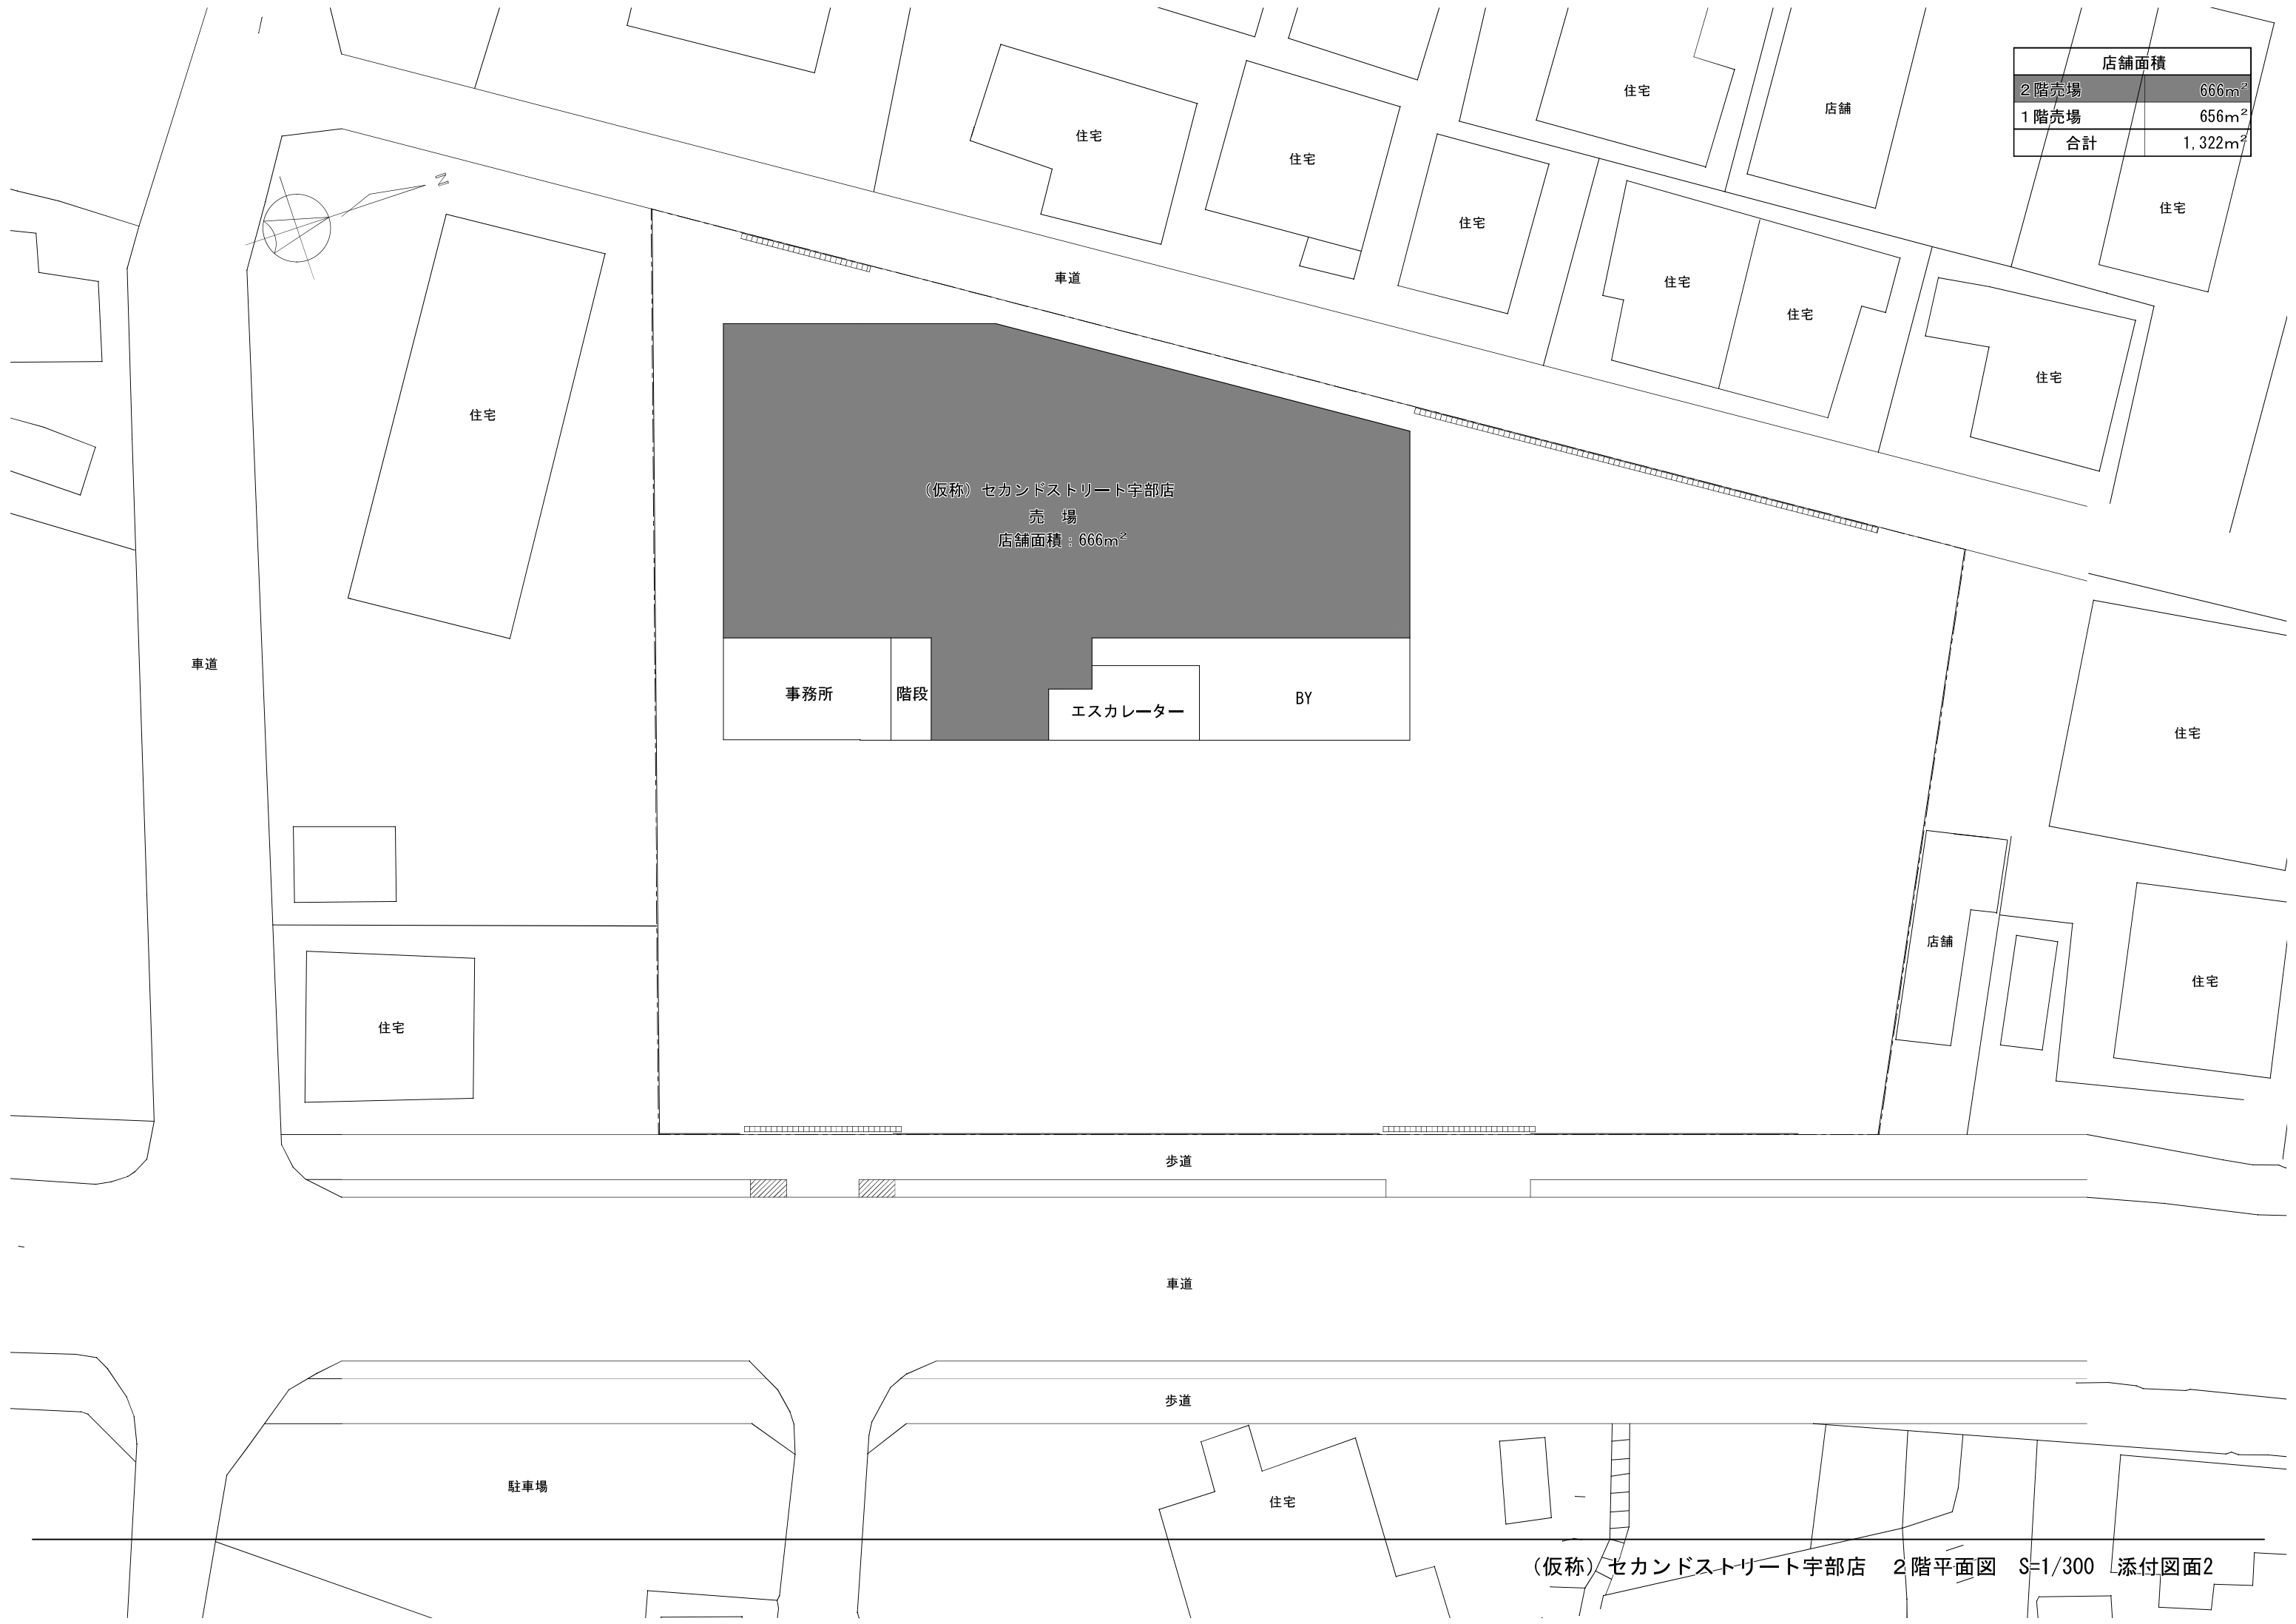 店舗面積
２階売場 666m²
１階売場 656m²
合計 1,322m²
住宅
店舗
住宅
住宅
住宅
住宅
N
車道
住宅
住宅
住宅
住宅
（仮称）セカンドストリート宇部店
売　場
店舗面積：666m²
車道
事務所
階段
エスカレーター
BY
住宅
店舗
住宅
住宅
歩道
車道
歩道
駐車場
住宅
（仮称）セカンドストリート宇部店　２階平面図　S=1/300　添付図面2